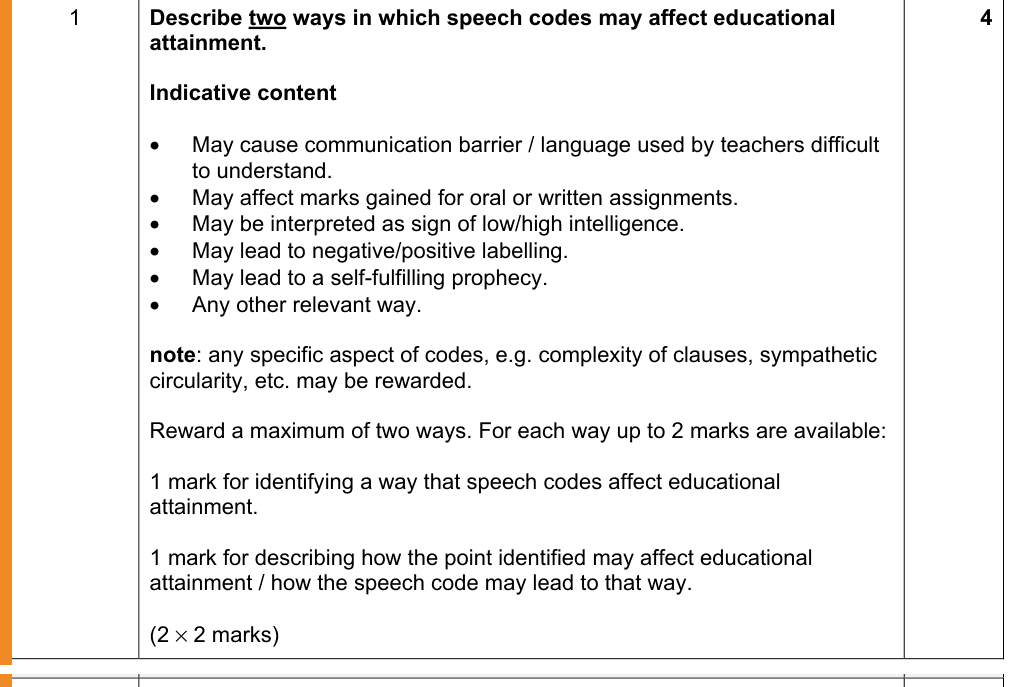 1 Describe two ways in which speech codes may affect educational 4
attainment.
Indicative content
• May cause communication barrier / language used by teachers difficult
to understand.
• May affect marks gained for oral or written assignments.
• May be interpreted as sign of low/high intelligence.
• May lead to negative/positive labelling.
• May lead to a self-fulfilling prophecy.
• Any other relevant way.
note: any specific aspect of codes, e.g. complexity of clauses, sympathetic
circularity, etc. may be rewarded.
Reward a maximum of two ways. For each way up to 2 marks are available:
1 mark for identifying a way that speech codes affect educational
attainment.
1 mark for describing how the point identified may affect educational
attainment / how the speech code may lead to that way.
(2 × 2 marks)